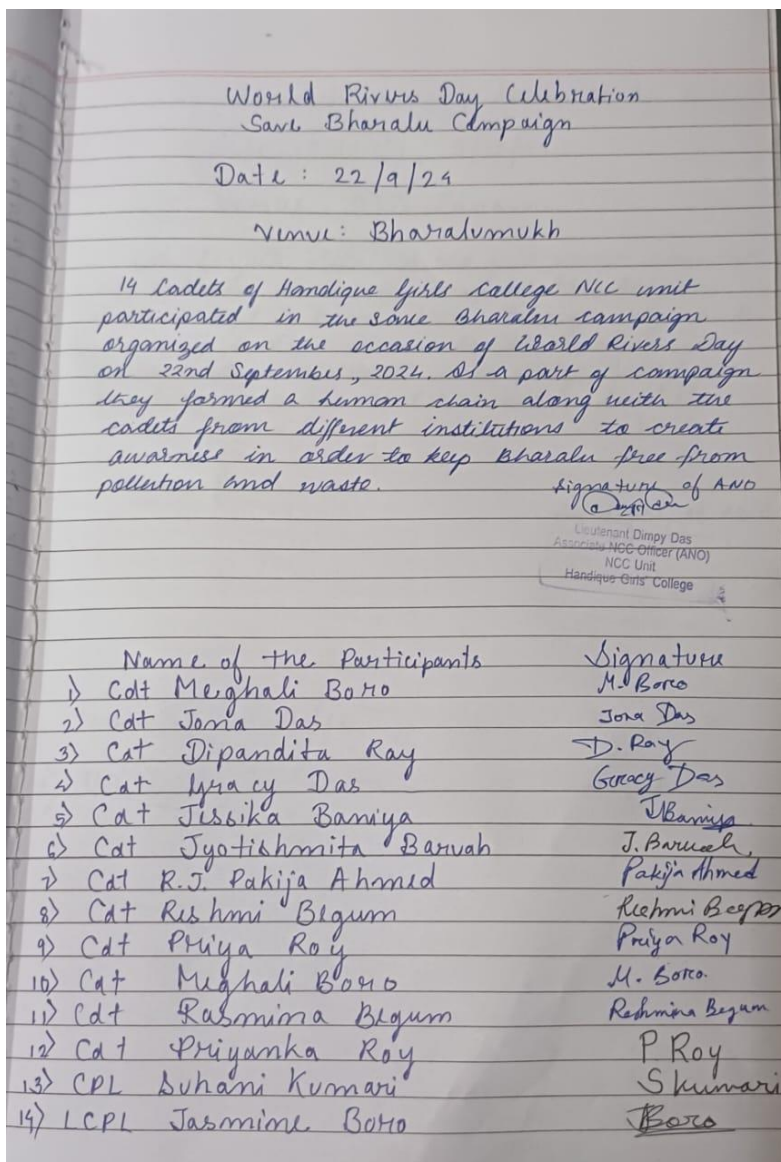 World Rivers Day Celebration
Save Bharalu Campaign
Date : 22/9/24
Venue: Bharalumukh
14 Cadets of Handique Girls College NCC unit
participated in the save Bharalu campaign
organized on the occasion of World Rivers Day
on 22nd September, 2024. As a part of campaign
they formed a human chain along with the
cadets from different institutions to create
awarnise in order to keep Bharalu free from
pollution and waste.
Signature of ANO
Lieutenant Dimpy Das
Associate NCC Officer (ANO)
NCC Unit
Handique Girls' College
Name of the Participants Signature
1) Cdt Meghali Boro M. Boro
2) Cdt Jona Das Jona Das
3) Cdt Dipandita Ray D. Ray
4) Cdt Gracy Das Gracy Das
5) Cdt Jessika Baniya J Baniya
6) Cdt Jyotishmita Baruah J. Baruah
7) Cdt R.J. Pakija Ahmed Pakija Ahmed
8) Cdt Reshmi Begum Reshmi
9) Cdt Priya Roy Priya Roy
10) Cdt Meghali Boro M. Boro.
11) Cdt Rasmina Begum Reshmina Begum
12) Cdt Priyanka Roy P Roy
13) CPL Suhani Kumari S kumari
14) LCPL Jasmine Boro JBoro